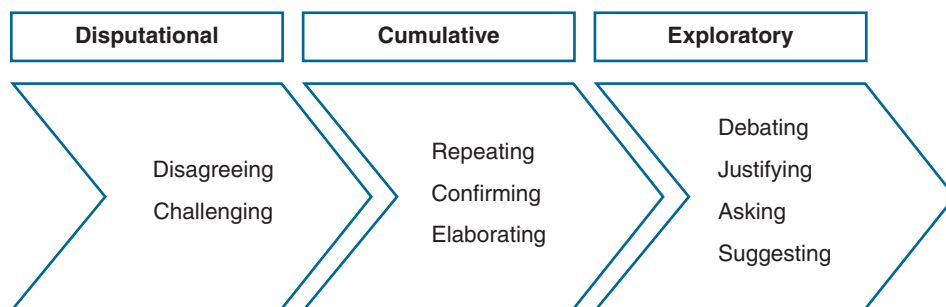 Disputational
Cumulative
Exploratory
Disagreeing
Challenging
Repeating
Confirming
Elaborating
Debating
Justifying
Asking
Suggesting